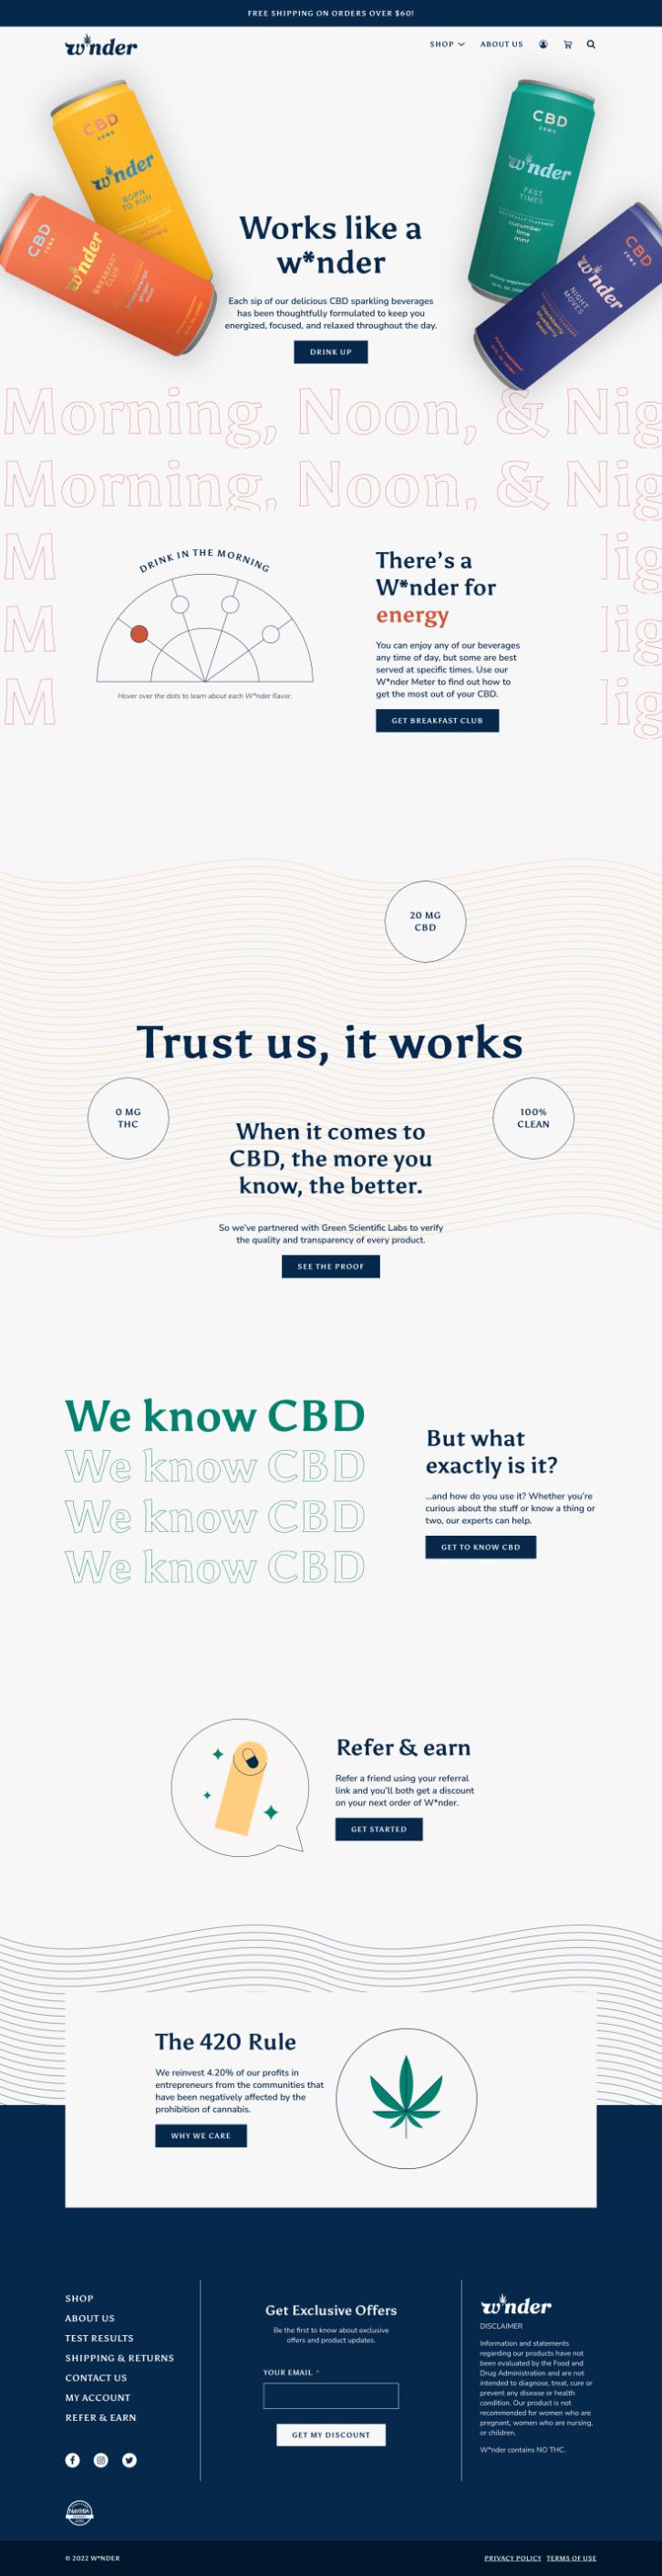 FREE SHIPPING ON ORDERS OVER $60!
w*nder
SHOP
ABOUT US
CBD
ZERO
w*nder
BORN
TO RUN
CBD
ZERO
w*nder
BREAKFAST
CLUB
CBD
ZERO
w*nder
FAST
TIMES
NATURALLY FLAVORED
cucumber
lime
mint
CBD
w*nder
NIGHT
MOVES
blackberry
blueberry
basil
Works like a
w*nder
Each sip of our delicious CBD sparkling beverages
has been thoughtfully formulated to keep you
energized, focused, and relaxed throughout the day.
DRINK UP
Morning, Noon, & Nig
Morning, Noon, & Nig
M
lig
M
lig
M
lig
DRINK IN THE MORNING
Hover over the dots to learn about each W*nder flavor.
There's a
W*nder for
energy
You can enjoy any of our beverages
any time of day, but some are best
served at specific times. Use our
W*nder Meter to find out how to
get the most out of your CBD.
GET BREAKFAST CLUB
20 MG
CBD
Trust us, it works
0 MG
THC
100%
CLEAN
When it comes to
CBD, the more you
know, the better.
So we've partnered with Green Scientific Labs to verify
the quality and transparency of every product.
SEE THE PROOF
We know CBD
We know CBD
We know CBD
We know CBD
But what
exactly is it?
...and how do you use it? Whether you're
curious about the stuff or know a thing or
two, our experts can help.
GET TO KNOW CBD
Refer & earn
Refer a friend using your referral
link and you'll both get a discount
on your next order of W*nder.
GET STARTED
The 420 Rule
We reinvest 4.20% of our profits in
entrepreneurs from the communities that
have been negatively affected by the
prohibition of cannabis.
WHY WE CARE
SHOP
ABOUT US
TEST RESULTS
SHIPPING & RETURNS
CONTACT US
MY ACCOUNT
REFER & EARN
Get Exclusive Offers
Be the first to know about exclusive
offers and product updates.
YOUR EMAIL *
GET MY DISCOUNT
w*nder
DISCLAIMER
Information and statements
regarding our products have not
been evaluated by the Food and
Drug Administration and are not
intended to diagnose, treat, cure or
prevent any disease or health
condition. Our product is not
recommended for women who are
pregnant, women who are nursing,
or children.
W*nder contains NO THC.
© 2022 W*NDER
PRIVACY POLICY TERMS OF USE